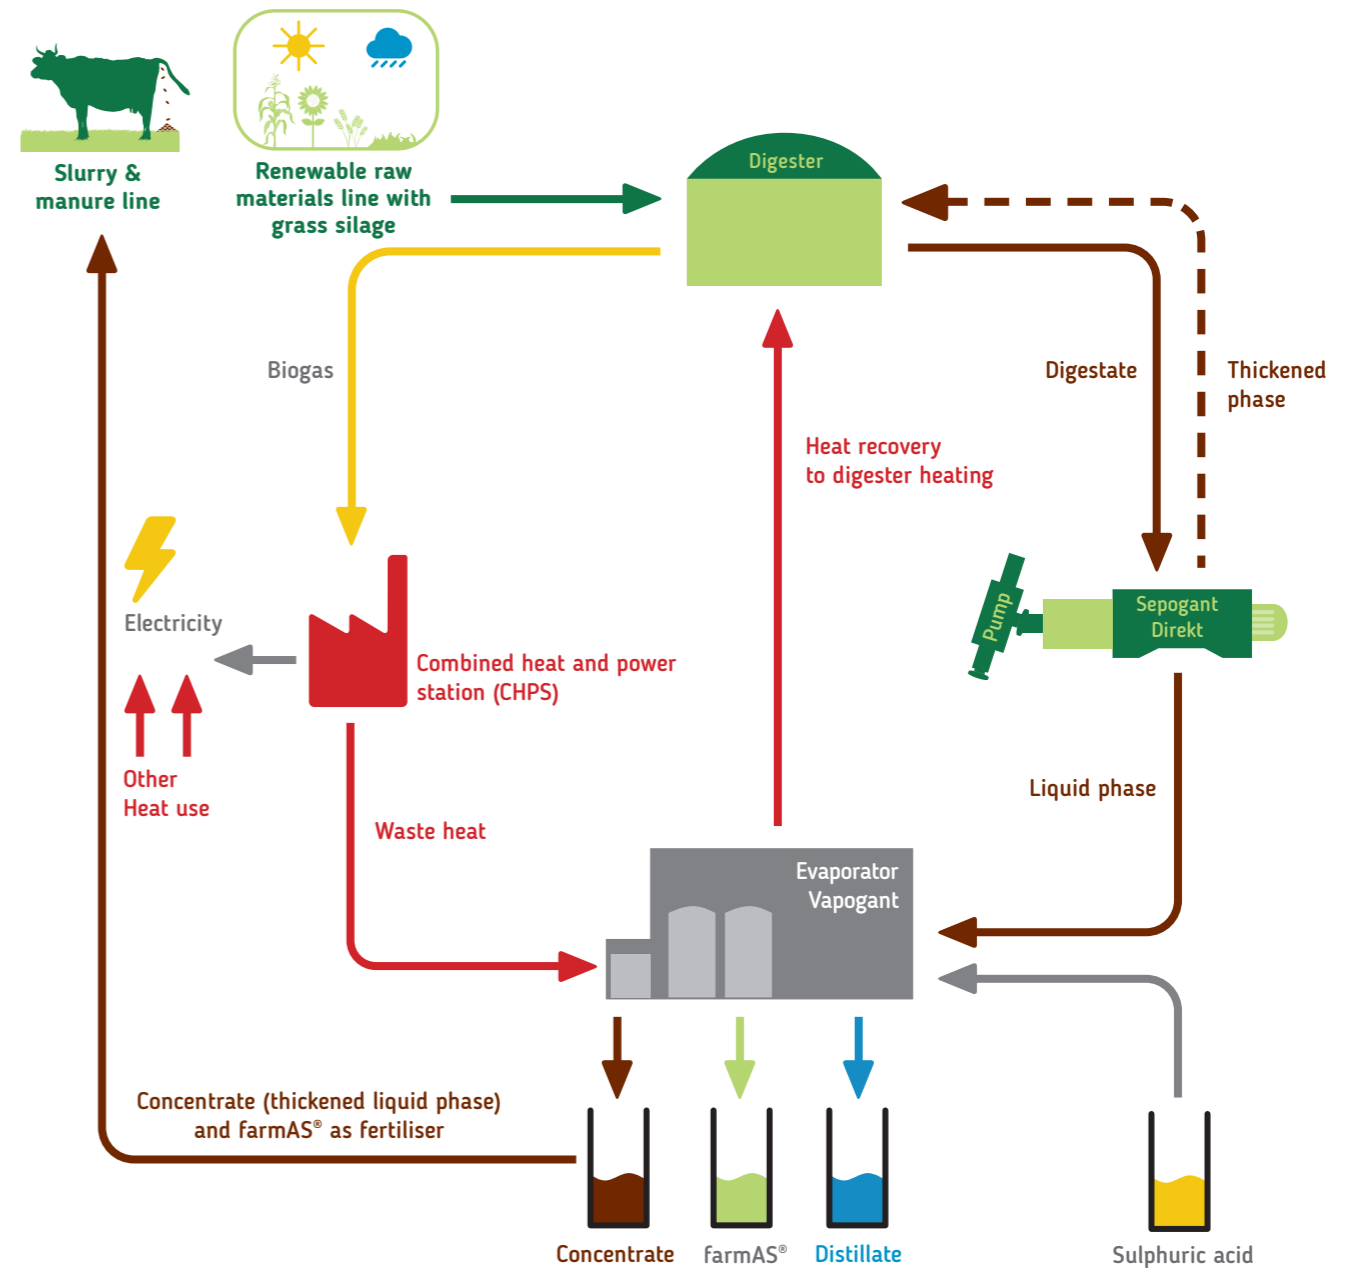 Slurry &
manure line
Renewable raw
materials line with
grass silage
Digester
Biogas
Digestate
Thickened
phase
Heat recovery
to digester heating
Electricity
Pump
Sepogant
Direkt
Combined heat and power
station (CHPS)
Other
Heat use
Liquid phase
Waste heat
Evaporator
Vapogant
Concentrate (thickened liquid phase)
and farmAS® as fertiliser
Concentrate
farmAS®
Distillate
Sulphuric acid